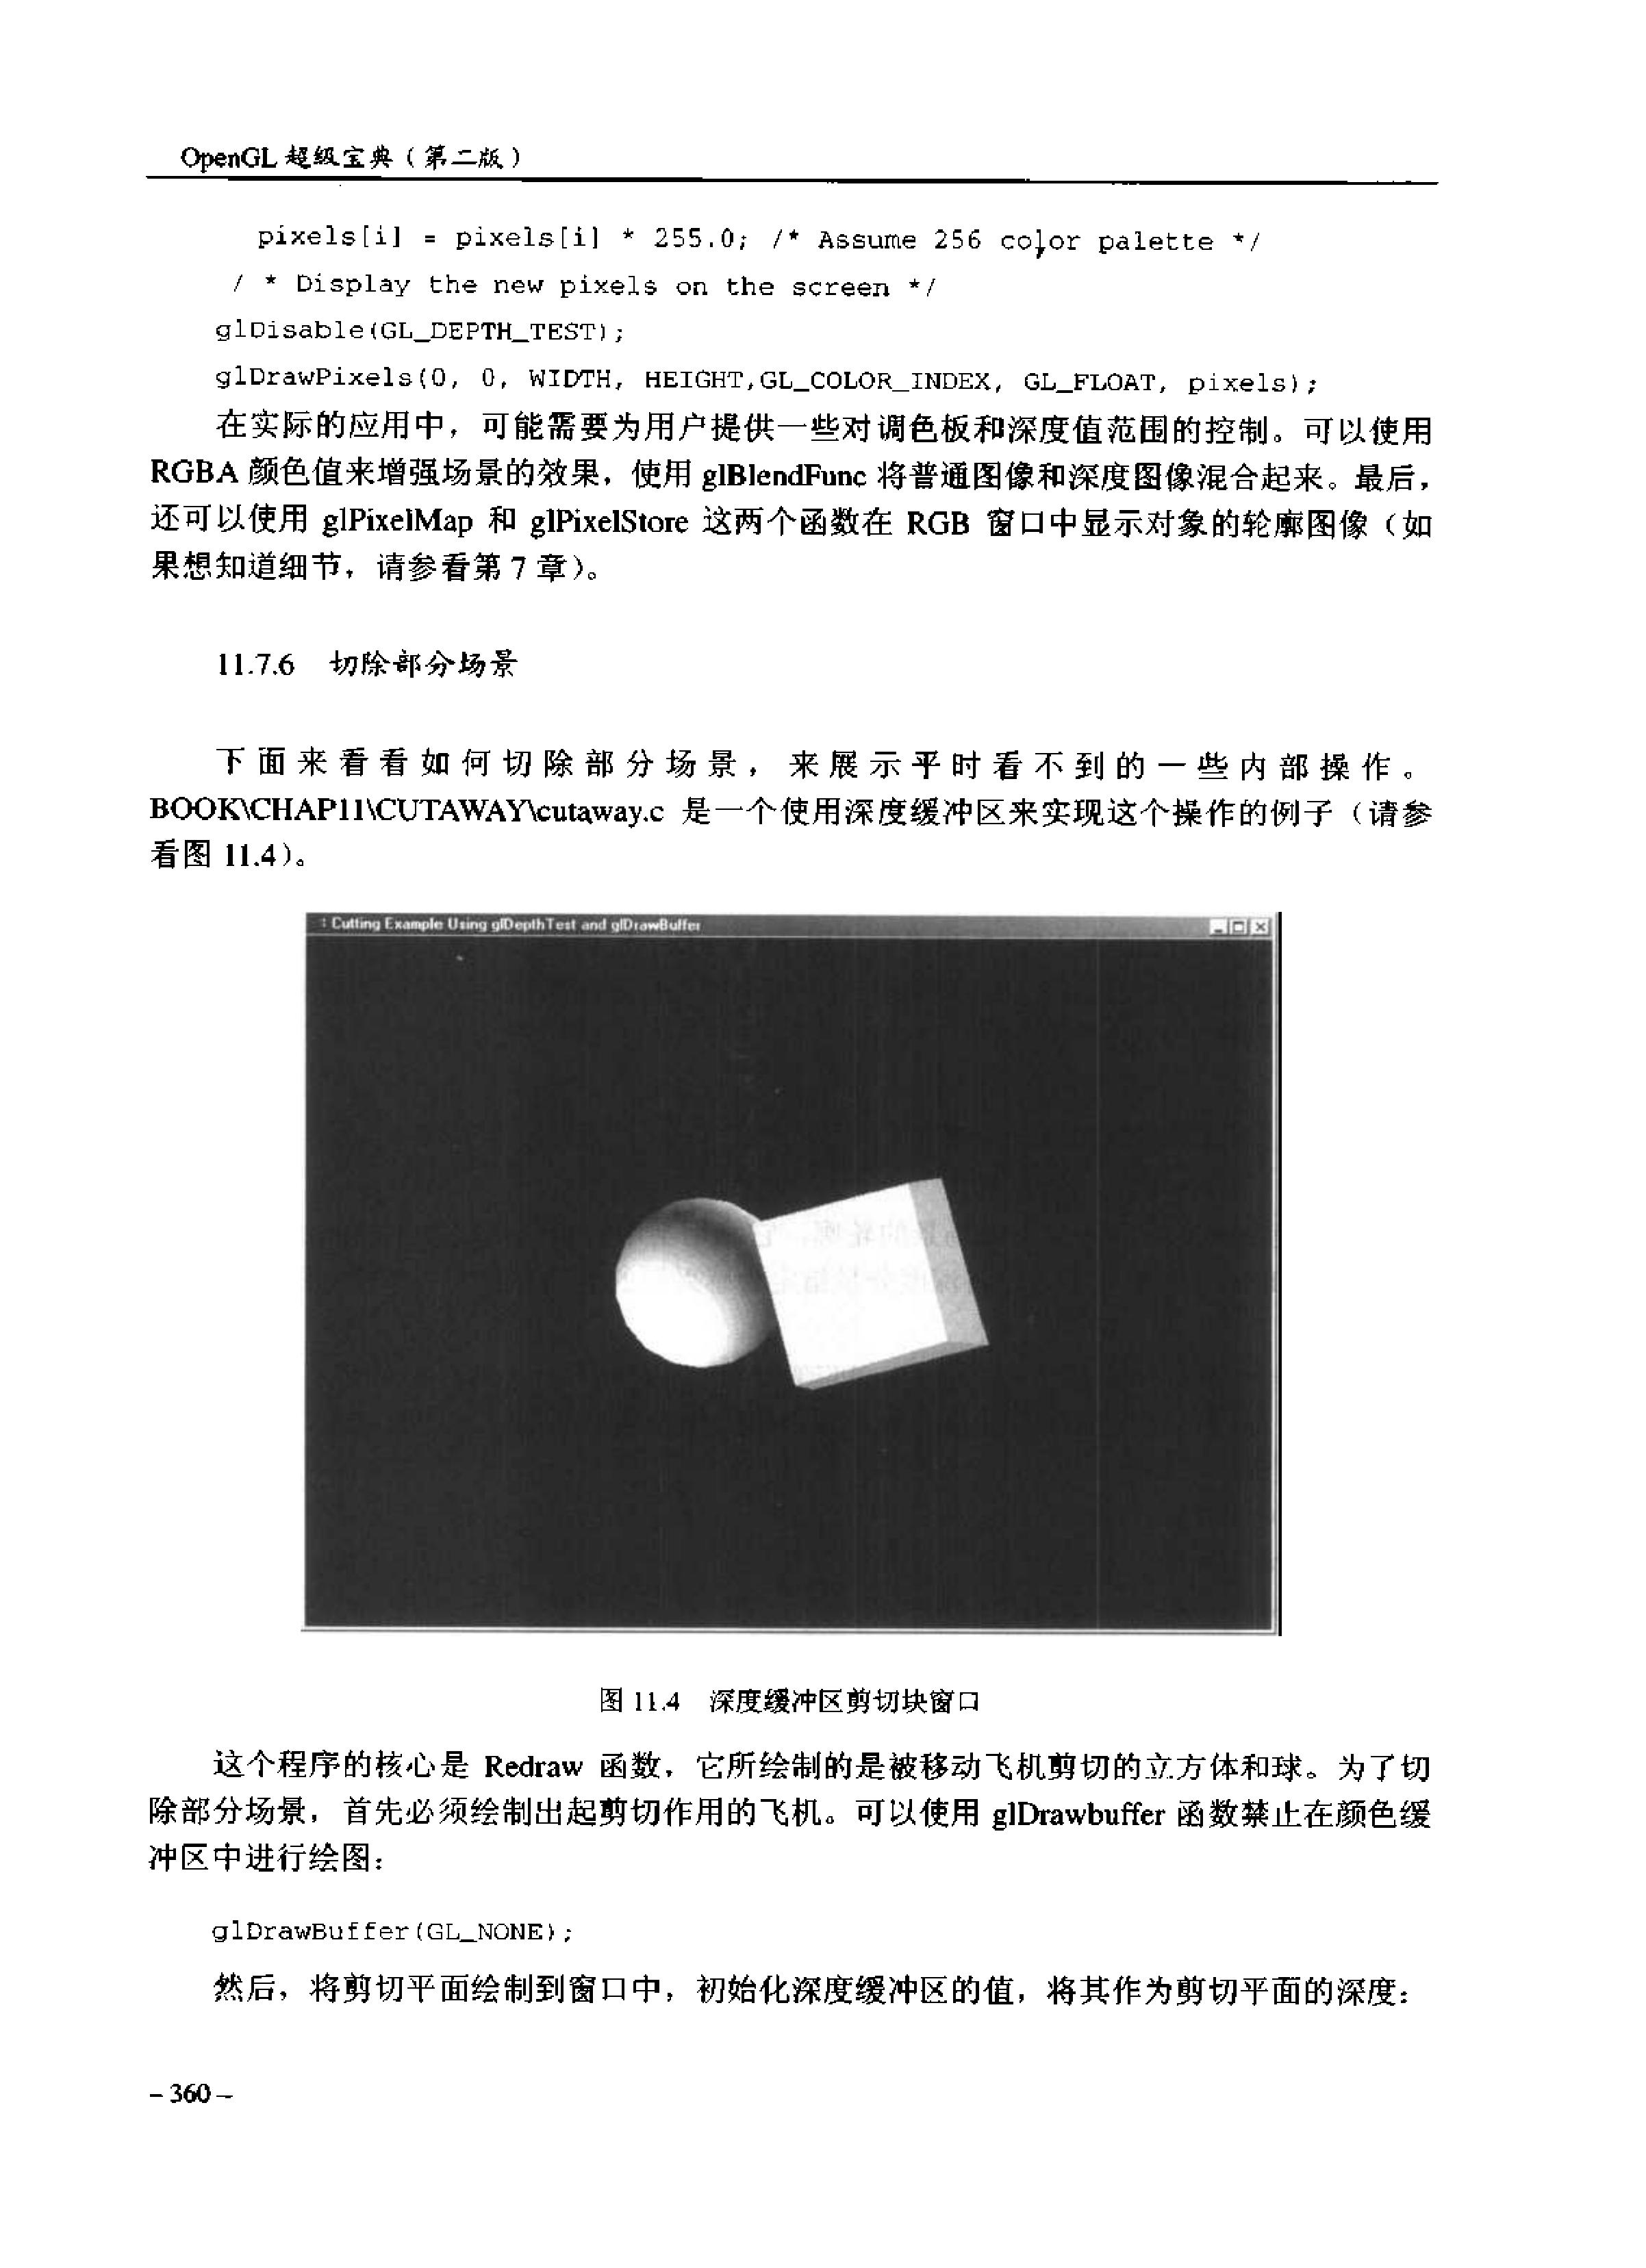 OpenGL 超级宝典（第二版）
pixels[i] = pixels[i] * 255.0; /* Assume 256 color palette */
/ * Display the new pixels on the screen */
glDisable(GL_DEPTH_TEST);
glDrawPixels(0, 0, WIDTH, HEIGHT,GL_COLOR_INDEX, GL_FLOAT, pixels);
在实际的应用中，可能需要为用户提供一些对调色板和深度值范围的控制。可以使用
RGBA 颜色值来增强场景的效果，使用 glBlendFunc 将普通图像和深度图像混合起来。最后，
还可以使用 glPixelMap 和 glPixelStore 这两个函数在 RGB 窗口中显示对象的轮廓图像（如
果想知道细节，请参看第 7 章）。
11.7.6 切除部分场景
下面来看看如何切除部分场景，来展示平时看不到的一些内部操作。
BOOK\CHAP11\CUTAWAY\cutaway.c 是一个使用深度缓冲区来实现这个操作的例子（请参
看图 11.4）。
Cutting Example Using glDepthTest and glDrawBuffer
图 11.4 深度缓冲区剪切块窗口
这个程序的核心是 Redraw 函数，它所绘制的是被移动飞机剪切的立方体和球。为了切
除部分场景，首先必须绘制出起剪切作用的飞机。可以使用 glDrawbuffer 函数禁止在颜色缓
冲区中进行绘图：
glDrawBuffer(GL_NONE);
然后，将剪切平面绘制到窗口中，初始化深度缓冲区的值，将其作为剪切平面的深度：
– 360 –